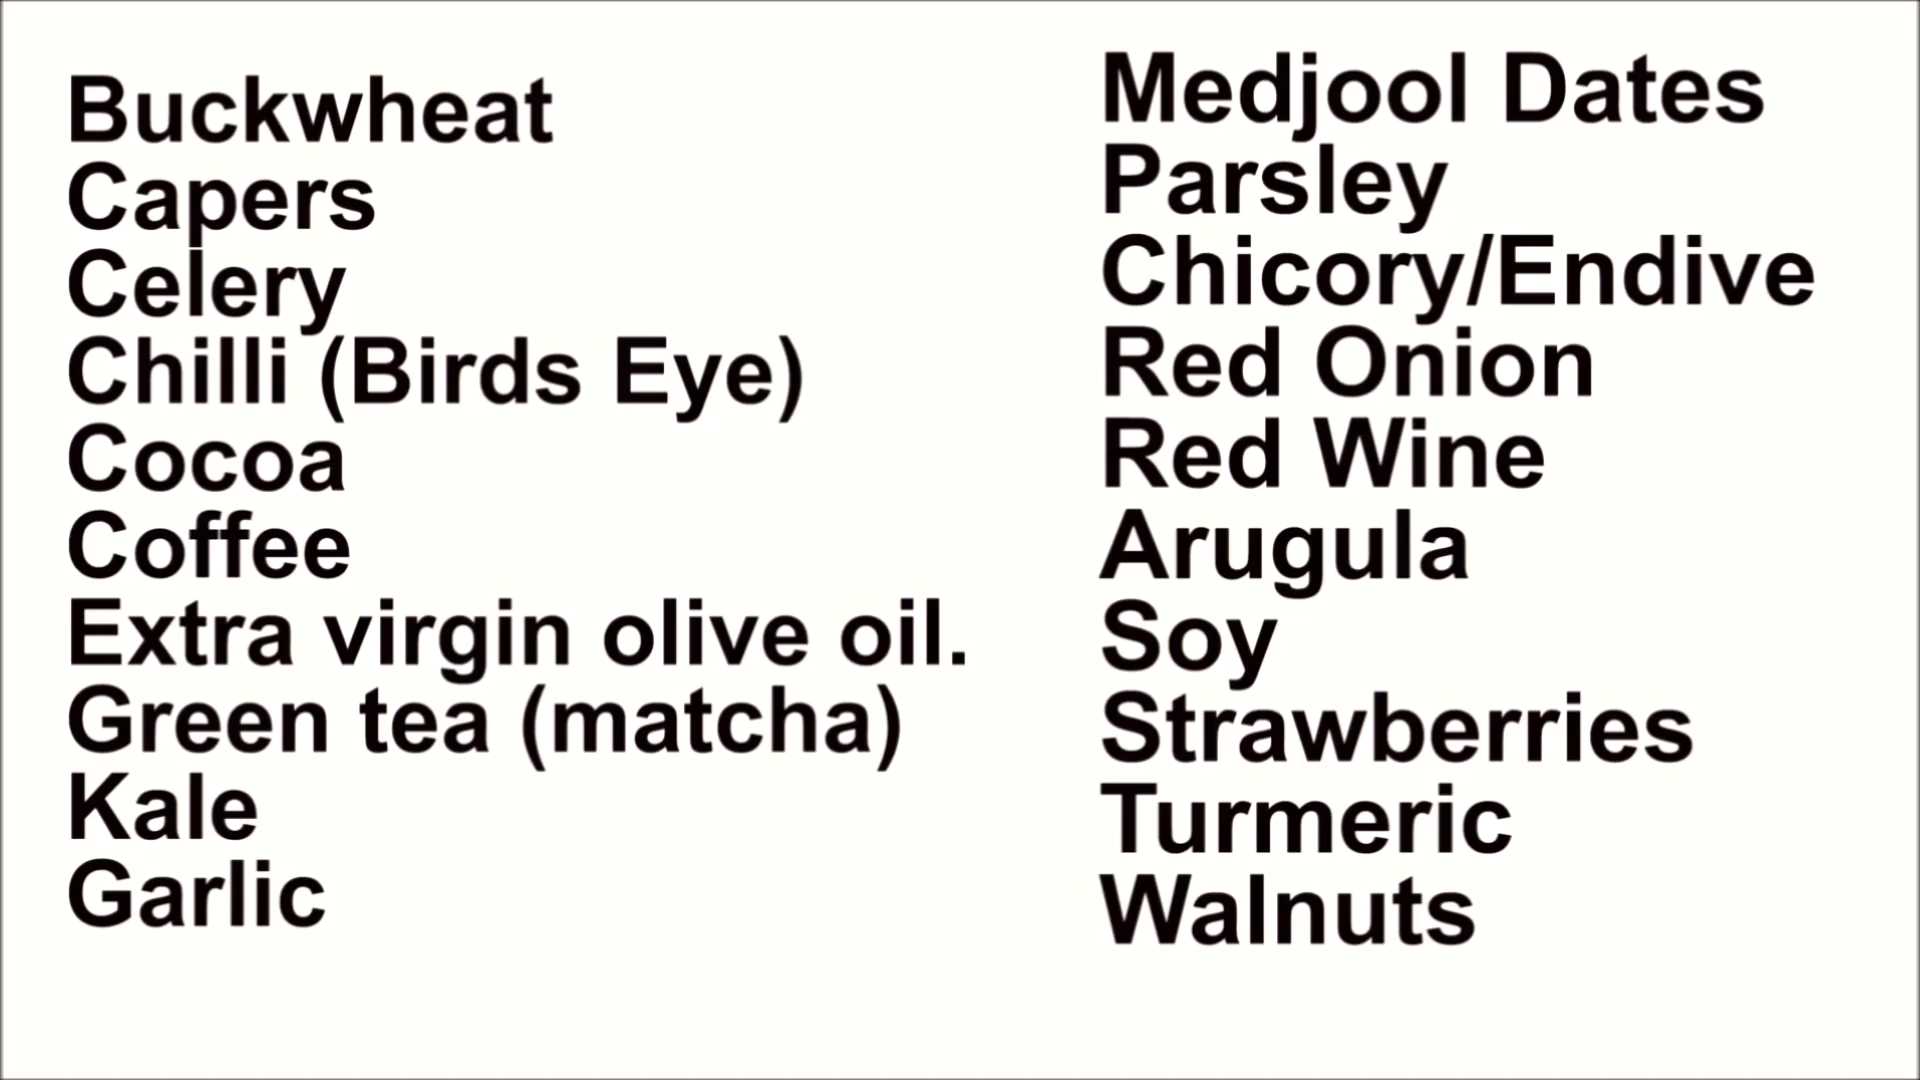 Buckwheat
Capers
Celery
Chilli (Birds Eye)
Cocoa
Coffee
Extra virgin olive oil.
Green tea (matcha)
Kale
Garlic
Medjool Dates
Parsley
Chicory/Endive
Red Onion
Red Wine
Arugula
Soy
Strawberries
Turmeric
Walnuts